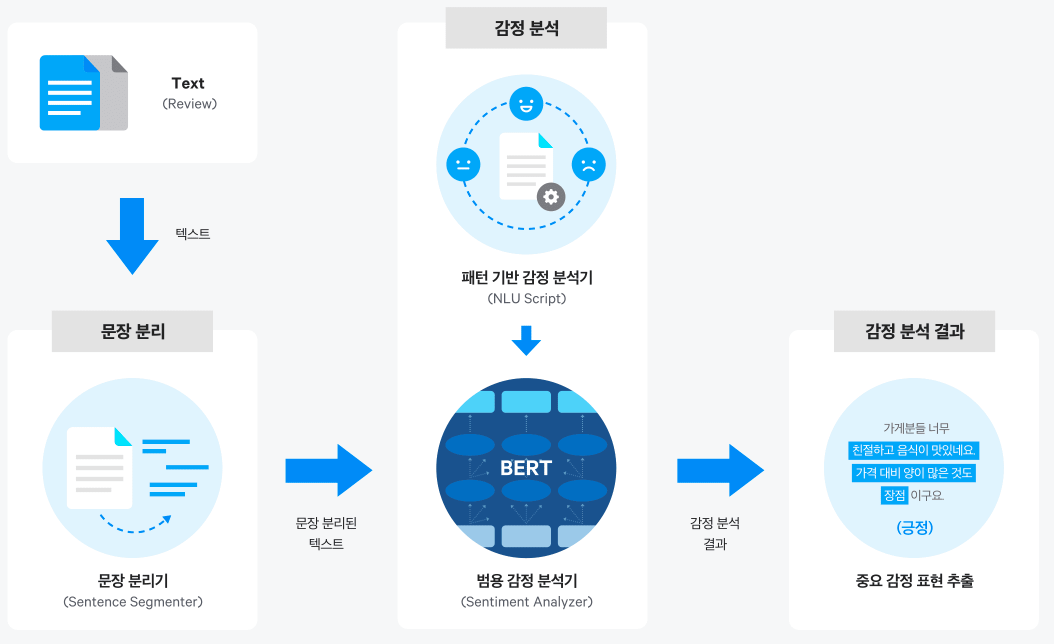 Text
(Review)
텍스트
문장 분리
문장 분리기
(Sentence Segmenter)
문장 분리된
텍스트
감정 분석
패턴 기반 감정 분석기
(NLU Script)
BERT
범용 감정 분석기
(Sentiment Analyzer)
감정 분석
결과
감정 분석 결과
가게분들 너무
친절하고 음식이 맛있네요.
가격 대비 양이 많은 것도
장점 이구요.
(긍정)
중요 감정 표현 추출